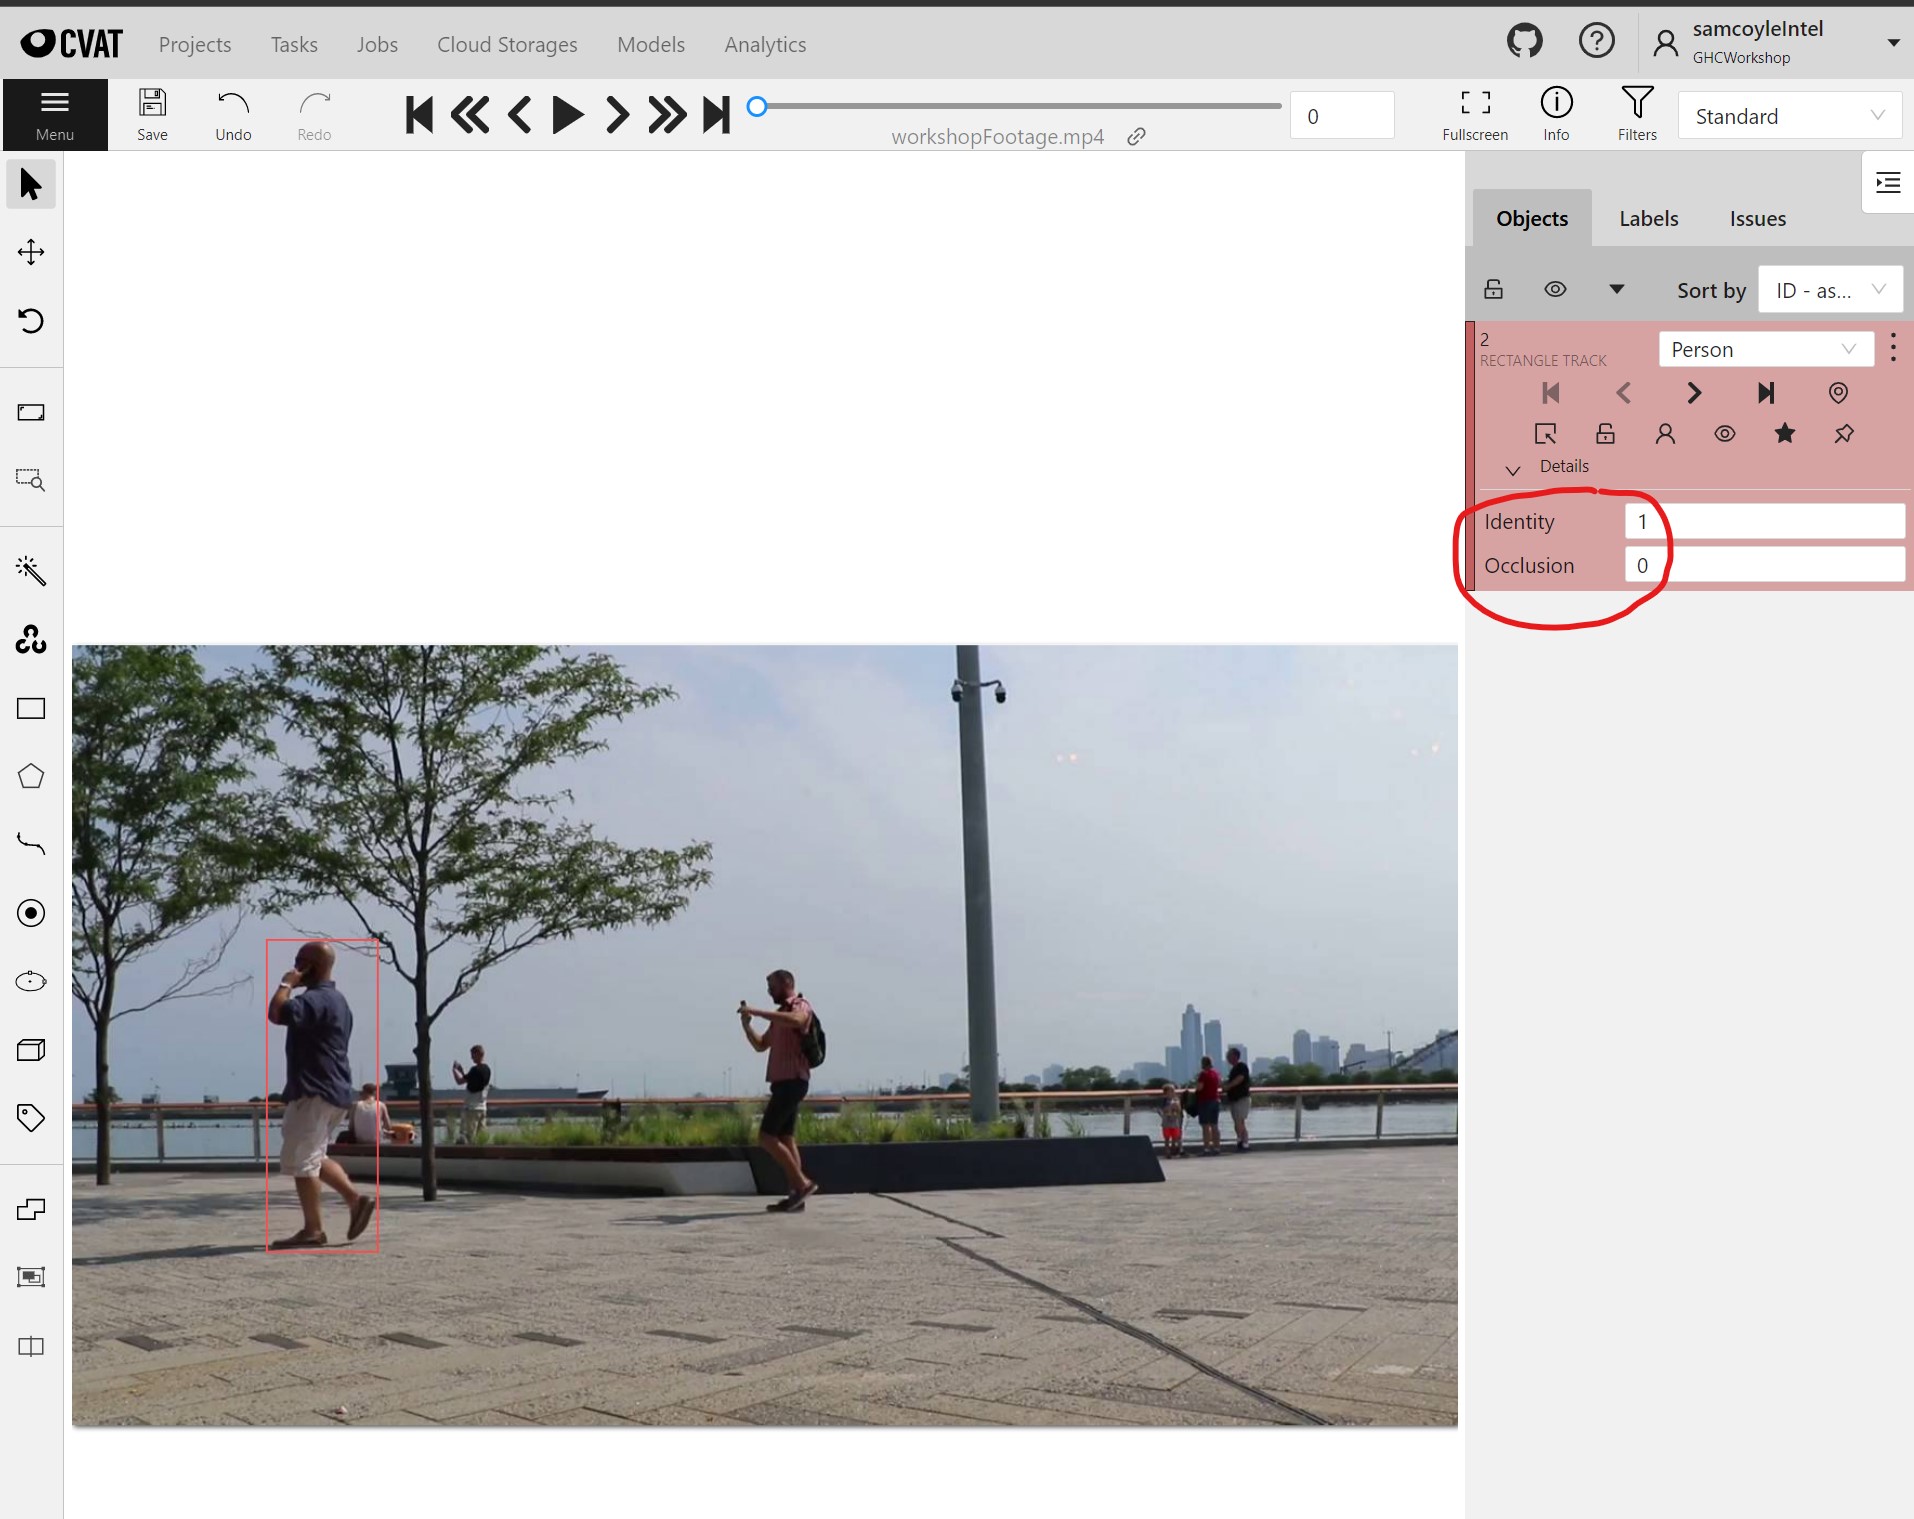 CVAT Projects Tasks Jobs Cloud Storages Models Analytics samcoyleIntel
GHCWorkshop
Menu Save Undo Redo workshopFootage.mp4 0 Fullscreen Info Filters Standard
Objects Labels Issues
Sort by ID - as...
2
RECTANGLE TRACK
Person
Details
Identity 1
Occlusion 0